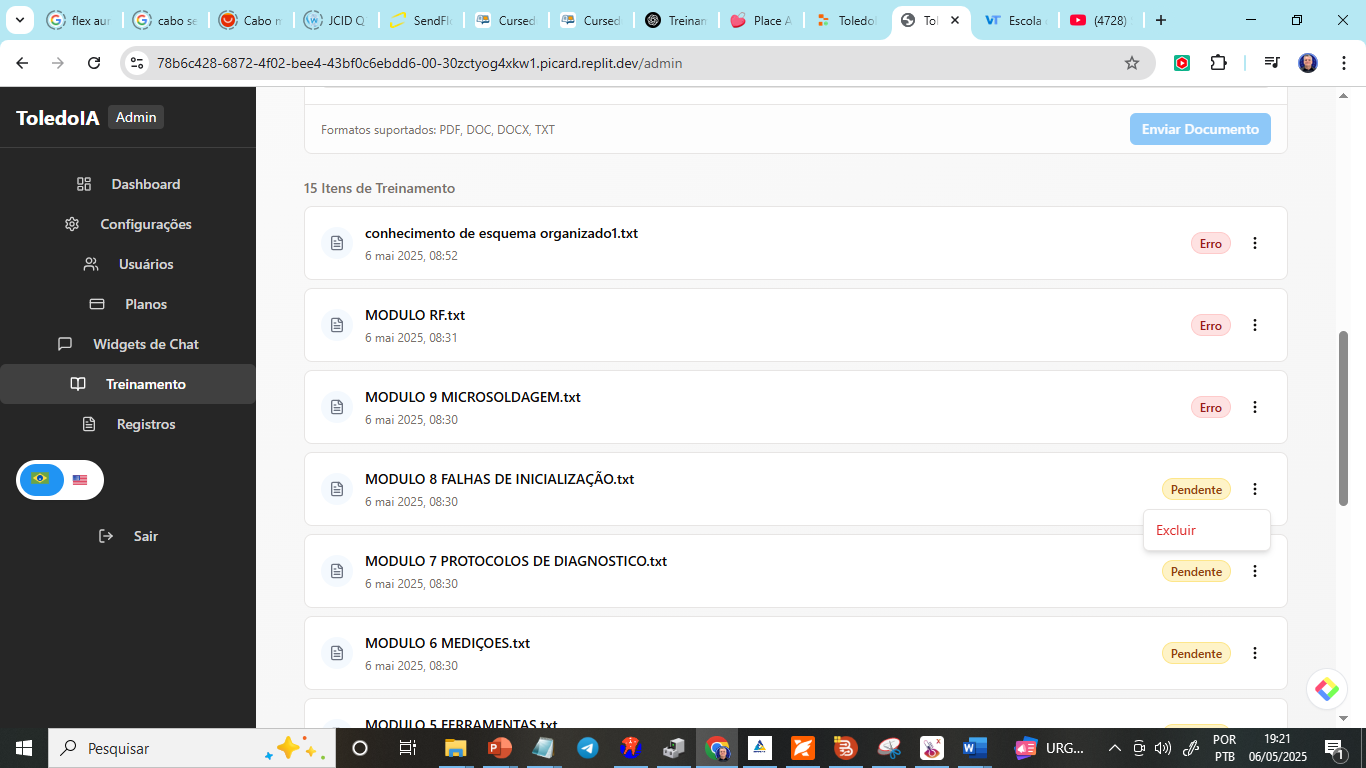 flex aur
cabo se
Cabo m
JCID Q
SendFl
Cursed
Cursed
Treinam
Place A
Toledo
Tol
Escola
(4728)
78b6c428-6872-4f02-bee4-43bf0c6ebdd6-00-30zctyog4xkw1.picard.replit.dev/admin
ToledoIA Admin
Dashboard
Configurações
Usuários
Planos
Widgets de Chat
Treinamento
Registros
Sair
Formatos suportados: PDF, DOC, DOCX, TXT
Enviar Documento
15 Itens de Treinamento
conhecimento de esquema organizado1.txt
6 mai 2025, 08:52
Erro
MODULO RF.txt
6 mai 2025, 08:31
Erro
MODULO 9 MICROSOLDAGEM.txt
6 mai 2025, 08:30
Erro
MODULO 8 FALHAS DE INICIALIZAÇÃO.txt
6 mai 2025, 08:30
Pendente
Excluir
MODULO 7 PROTOCOLOS DE DIAGNOSTICO.txt
6 mai 2025, 08:30
Pendente
MODULO 6 MEDIÇOES.txt
6 mai 2025, 08:30
Pendente
MODULO 5 FERRAMENTAS.txt
Pesquisar
URG...
POR
PTB
19:21
06/05/2025
1